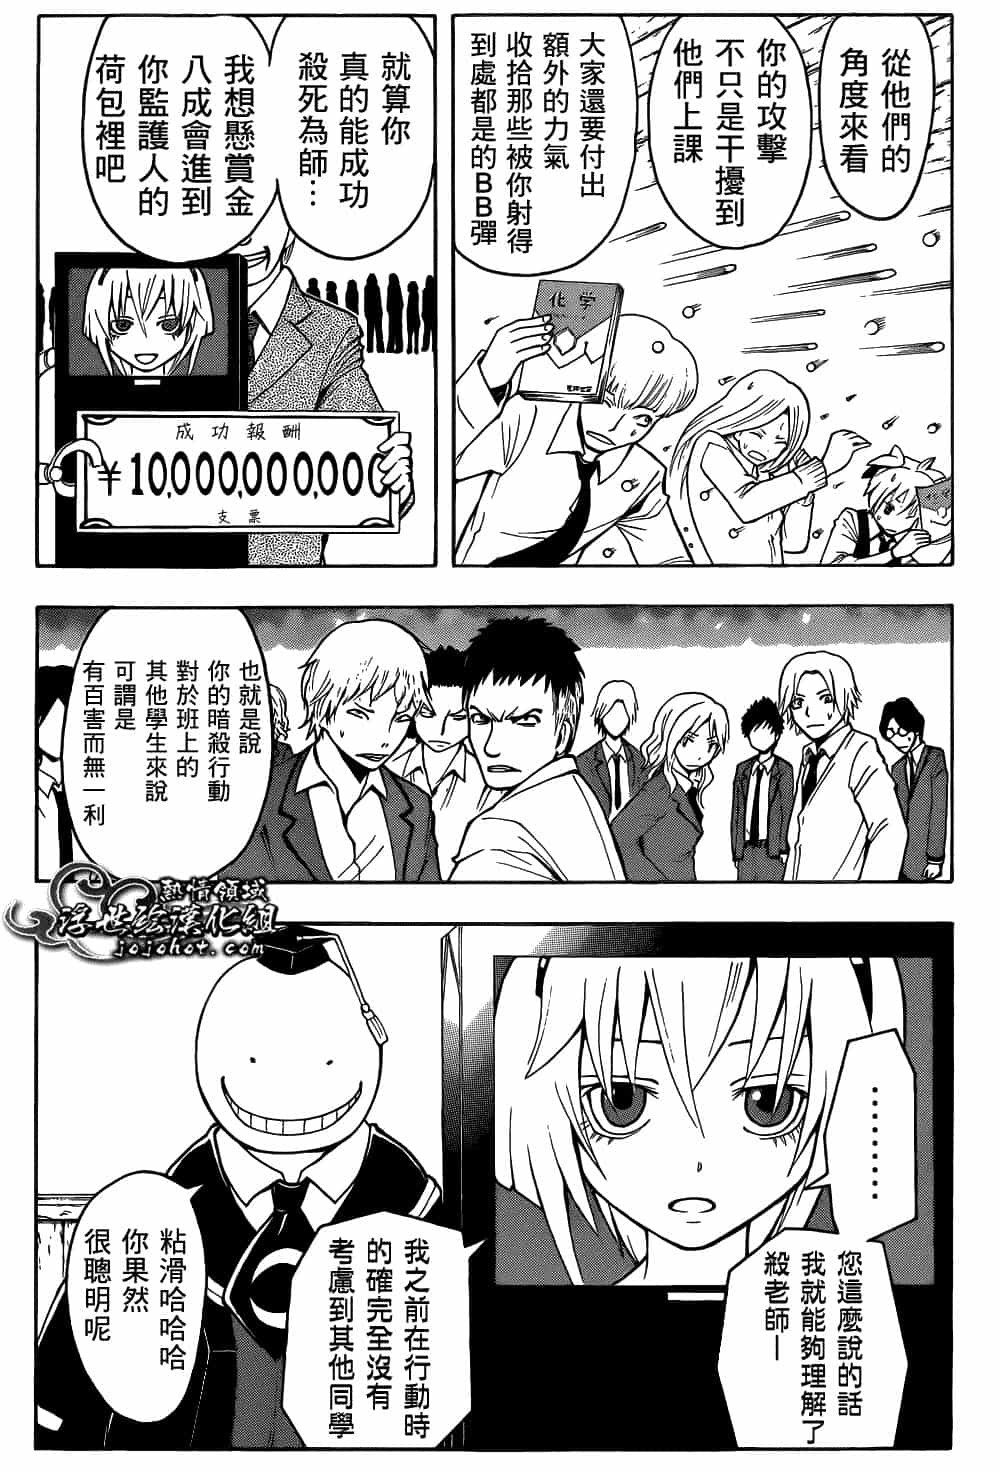 從他們的
角度來看
你的攻擊
不只是干擾到
他們上課
大家還要付出
額外的力氣
收拾那些被你射得
到處都是的BB彈
化学
就算你
真的能成功
殺死為師…
我想懸賞金
八成會進到
你監護人的
荷包裡吧
成功報酬
¥10,000,000,000
支票
也就是說
你的暗殺行動
對於班上的
其他學生來說
可謂是
有百害而無一利
熱情領域
浮世绘漢化組
jojohot.com
………
您這麼說的話
我就能夠理解了
殺老師—
我之前在行動時
的確完全沒有
考慮到其他同學
粘滑哈哈哈
你果然
很聰明呢